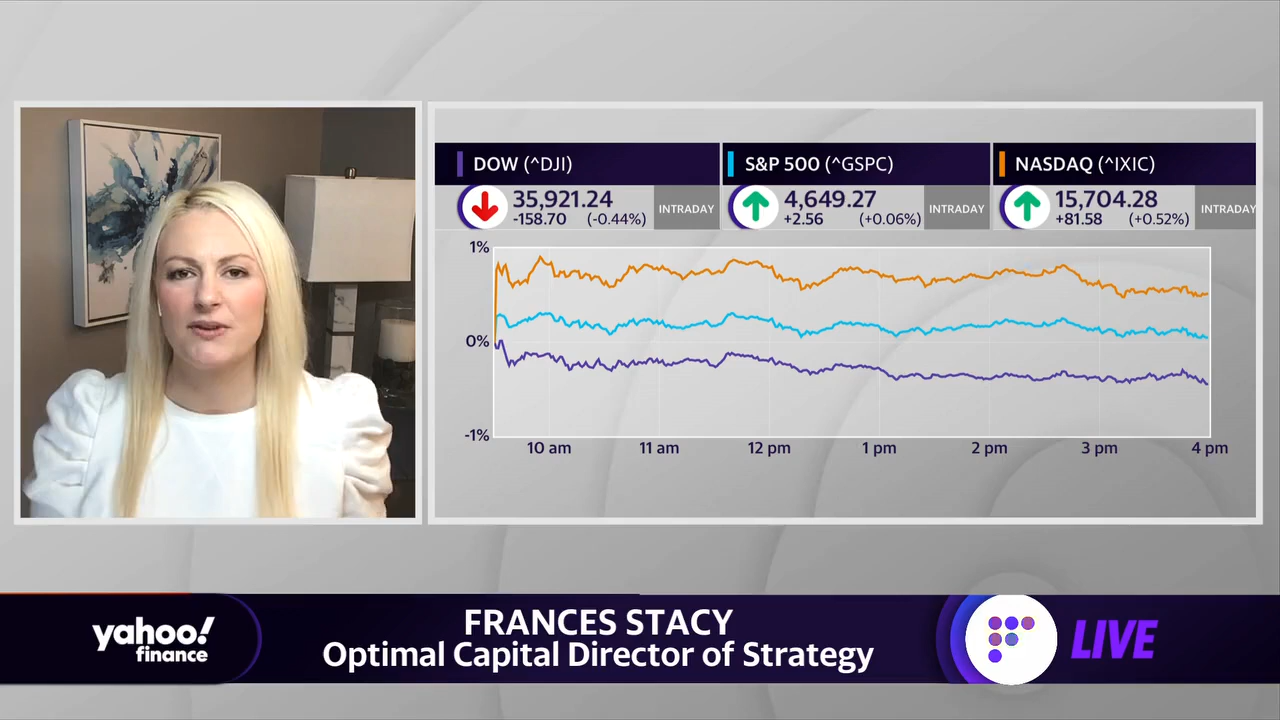 DOW (^DJI)
35,921.24
-158.70 (-0.44%)
INTRADAY
S&P 500 (^GSPC)
4,649.27
+2.56 (+0.06%)
INTRADAY
NASDAQ (^IXIC)
15,704.28
+81.58 (+0.52%)
INTRADAY
1%
0%
-1%
10 am 11 am 12 pm 1 pm 2 pm 3 pm 4 pm
yahoo!
finance
FRANCES STACY
Optimal Capital Director of Strategy
LIVE